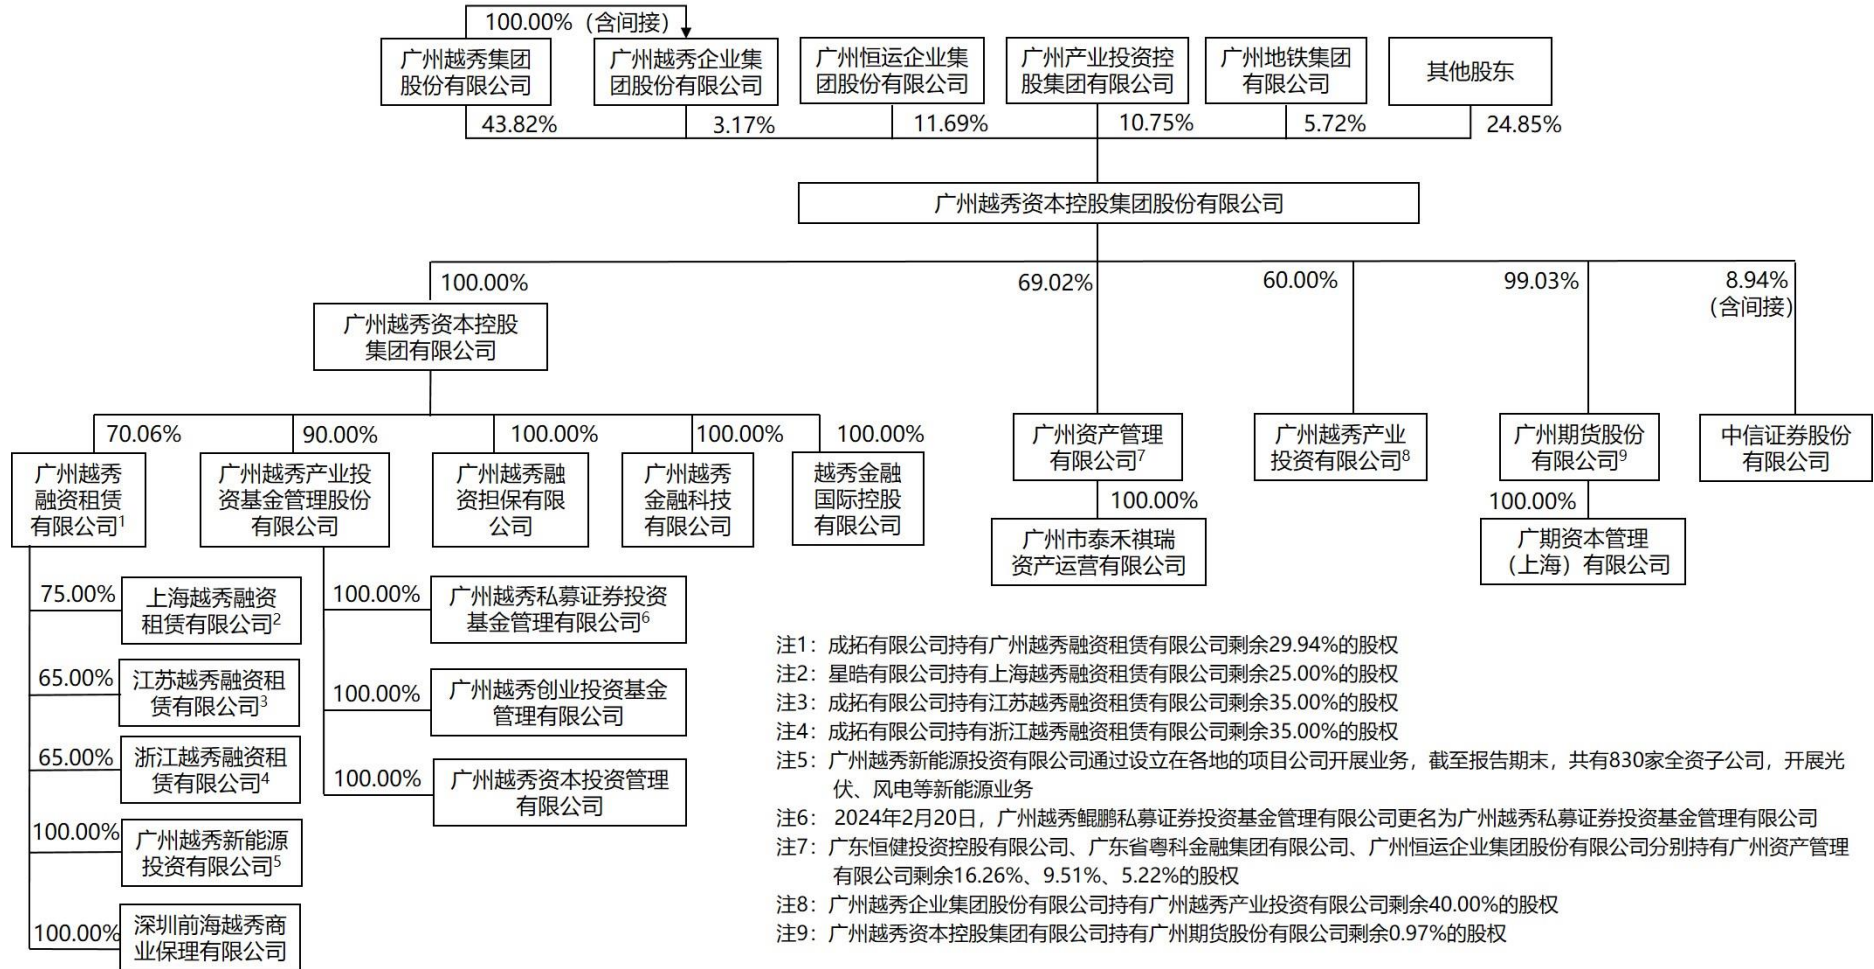 100.00%（含间接）
广州越秀集团
股份有限公司
广州越秀企业集
团股份有限公司
广州恒运企业集
团股份有限公司
广州产业投资控
股集团有限公司
广州地铁集团
有限公司
其他股东
43.82%
3.17%
11.69%
10.75%
5.72%
24.85%
广州越秀资本控股集团股份有限公司
100.00%
69.02%
60.00%
99.03%
8.94%
（含间接）
广州越秀资本控股
集团有限公司
70.06%
90.00%
100.00%
100.00%
100.00%
广州越秀
融资租赁
有限公司1
广州越秀产业投
资基金管理股份
有限公司
广州越秀融
资担保有限
公司
广州越秀
金融科技
有限公司
越秀金融
国际控股
有限公司
广州资产管理
有限公司7
广州越秀产业
投资有限公司8
广州期货股份
有限公司9
中信证券股份
有限公司
100.00%
100.00%
广州市泰禾祺瑞
资产运营有限公司
广期资本管理
（上海）有限公司
75.00%
上海越秀融资
租赁有限公司2
65.00%
江苏越秀融资租
赁有限公司3
65.00%
浙江越秀融资租
赁有限公司4
100.00%
广州越秀新能源
投资有限公司5
100.00%
深圳前海越秀商
业保理有限公司
100.00%
广州越秀私募证券投资
基金管理有限公司6
100.00%
广州越秀创业投资基金
管理有限公司
100.00%
广州越秀资本投资管理
有限公司
注1：成拓有限公司持有广州越秀融资租赁有限公司剩余29.94%的股权
注2：星皓有限公司持有上海越秀融资租赁有限公司剩余25.00%的股权
注3：成拓有限公司持有江苏越秀融资租赁有限公司剩余35.00%的股权
注4：成拓有限公司持有浙江越秀融资租赁有限公司剩余35.00%的股权
注5：广州越秀新能源投资有限公司通过设立在各地的项目公司开展业务，截至报告期末，共有830家全资子公司，开展光
伏、风电等新能源业务
注6： 2024年2月20日，广州越秀鲲鹏私募证券投资基金管理有限公司更名为广州越秀私募证券投资基金管理有限公司
注7：广东恒健投资控股有限公司、广东省粤科金融集团有限公司、广州恒运企业集团股份有限公司分别持有广州资产管理
有限公司剩余16.26%、9.51%、5.22%的股权
注8：广州越秀企业集团股份有限公司持有广州越秀产业投资有限公司剩余40.00%的股权
注9：广州越秀资本控股集团有限公司持有广州期货股份有限公司剩余0.97%的股权